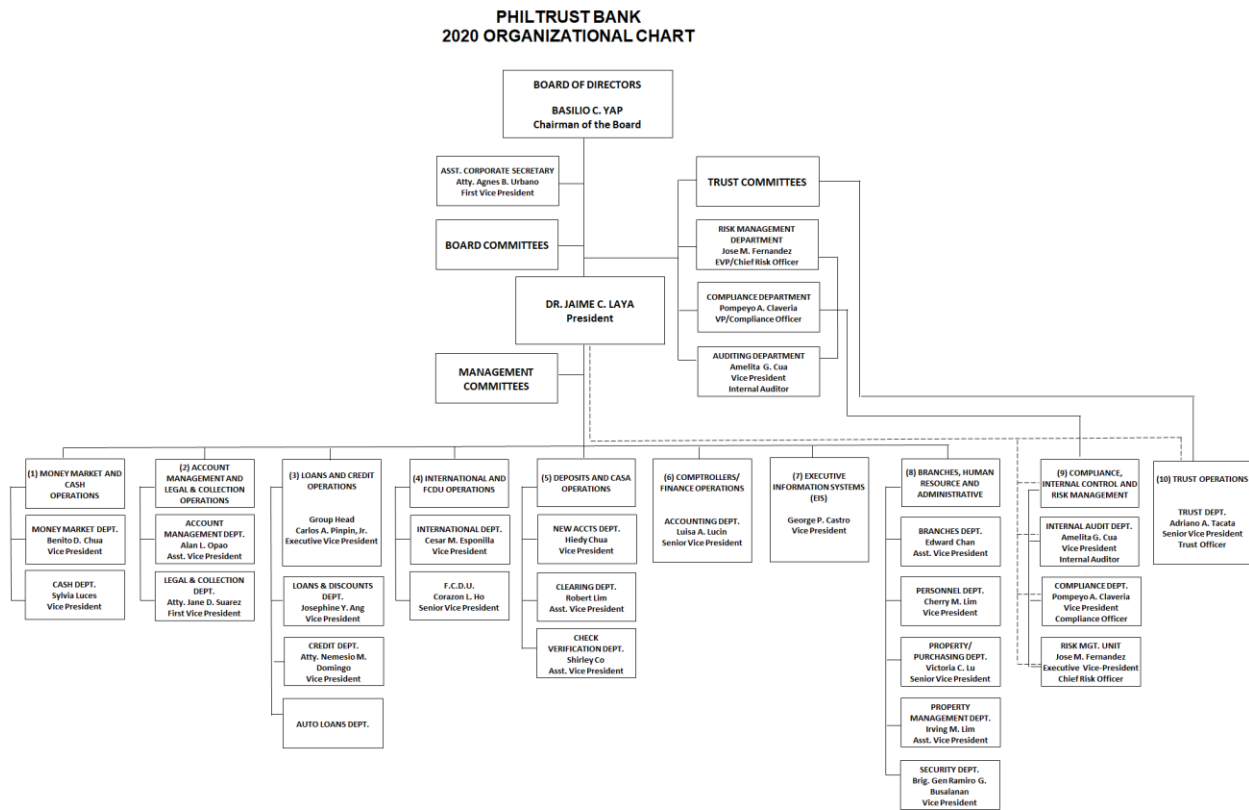 PHILTRUST BANK
2020 ORGANIZATIONAL CHART
BOARD OF DIRECTORS
BASILIO C. YAP
Chairman of the Board
ASST. CORPORATE SECRETARY
Atty. Agnes B. Urbano
First Vice President
TRUST COMMITTEES
BOARD COMMITTEES
RISK MANAGEMENT
DEPARTMENT
Jose M. Fernandez
EVP/Chief Risk Officer
DR. JAIME C. LAYA
President
COMPLIANCE DEPARTMENT
Pompeyo A. Claveria
VP/Compliance Officer
MANAGEMENT
COMMITTEES
AUDITING DEPARTMENT
Amelita G. Cua
Vice President
Internal Auditor
(1) MONEY MARKET AND
CASH
OPERATIONS
MONEY MARKET DEPT.
Benito D. Chua
Vice President
CASH DEPT.
Sylvia Luces
Vice President
(2) ACCOUNT
MANAGEMENT AND
LEGAL & COLLECTION
OPERATIONS
ACCOUNT
MANAGEMENT DEPT.
Alan L. Opao
Asst. Vice President
LEGAL & COLLECTION
DEPT.
Atty. Jane D. Suarez
First Vice President
(3) LOANS AND CREDIT
OPERATIONS
Group Head
Carlos A. Pinpin, Jr.
Executive Vice President
LOANS & DISCOUNTS
DEPT.
Josephine Y. Ang
Vice President
CREDIT DEPT.
Atty. Nemesio M.
Domingo
Vice President
AUTO LOANS DEPT.
(4) INTERNATIONAL AND
FCDU OPERATIONS
INTERNATIONAL DEPT.
Cesar M. Esponilla
Vice President
F.C.D.U.
Corazon L. Ho
Senior Vice President
(5) DEPOSITS AND CASA
OPERATIONS
NEW ACCTS DEPT.
Hiedy Chua
Vice President
CLEARING DEPT.
Robert Lim
Asst. Vice President
CHECK
VERIFICATION DEPT.
Shirley Co
Asst. Vice President
(6) COMPTROLLERS/
FINANCE OPERATIONS
ACCOUNTING DEPT.
Luisa A. Lucin
Senior Vice President
(7) EXECUTIVE
INFORMATION SYSTEMS
(EIS)
George P. Castro
Vice President
(8) BRANCHES, HUMAN
RESOURCE AND
ADMINISTRATIVE
BRANCHES DEPT.
Edward Chan
Asst. Vice President
PERSONNEL DEPT.
Cherry M. Lim
Vice President
PROPERTY/
PURCHASING DEPT.
Victoria C. Lu
Senior Vice President
PROPERTY
MANAGEMENT DEPT.
Irving M. Lim
Asst. Vice President
SECURITY DEPT.
Brig. Gen Ramiro G.
Busalanan
Vice President
(9) COMPLIANCE,
INTERNAL CONTROL AND
RISK MANAGEMENT
INTERNAL AUDIT DEPT.
Amelita G. Cua
Vice President
Internal Auditor
COMPLIANCE DEPT.
Pompeyo A. Claveria
Vice President
Compliance Officer
RISK MGT. UNIT
Jose M. Fernandez
Executive Vice-President
Chief Risk Officer
(10) TRUST OPERATIONS
TRUST DEPT.
Adriano A. Tacata
Senior Vice President
Trust Officer